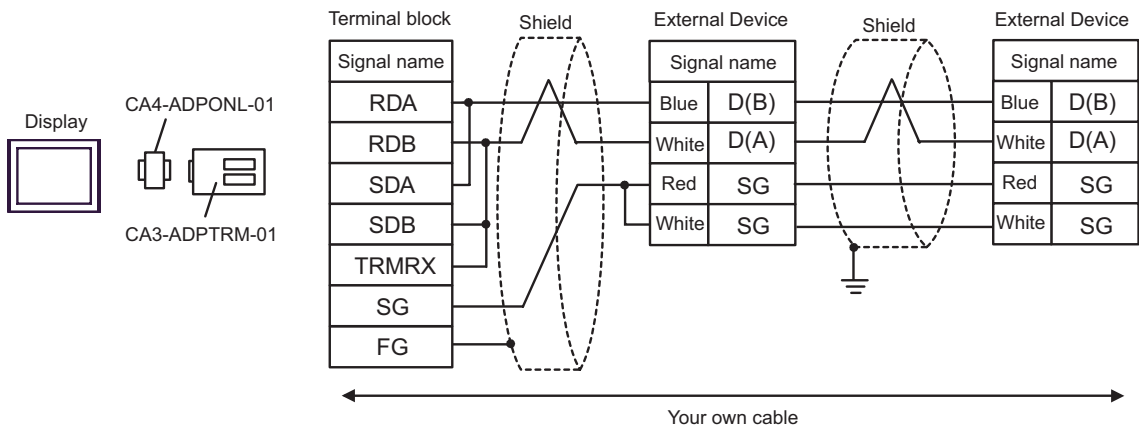 Display
CA4-ADPONL-01
CA3-ADPTRM-01
Terminal block
Signal name
RDA
RDB
SDA
SDB
TRMRX
SG
FG
Shield
External Device
Signal name
Blue D(B)
White D(A)
Red SG
White SG
Shield
External Device
Signal name
Blue D(B)
White D(A)
Red SG
White SG
Your own cable